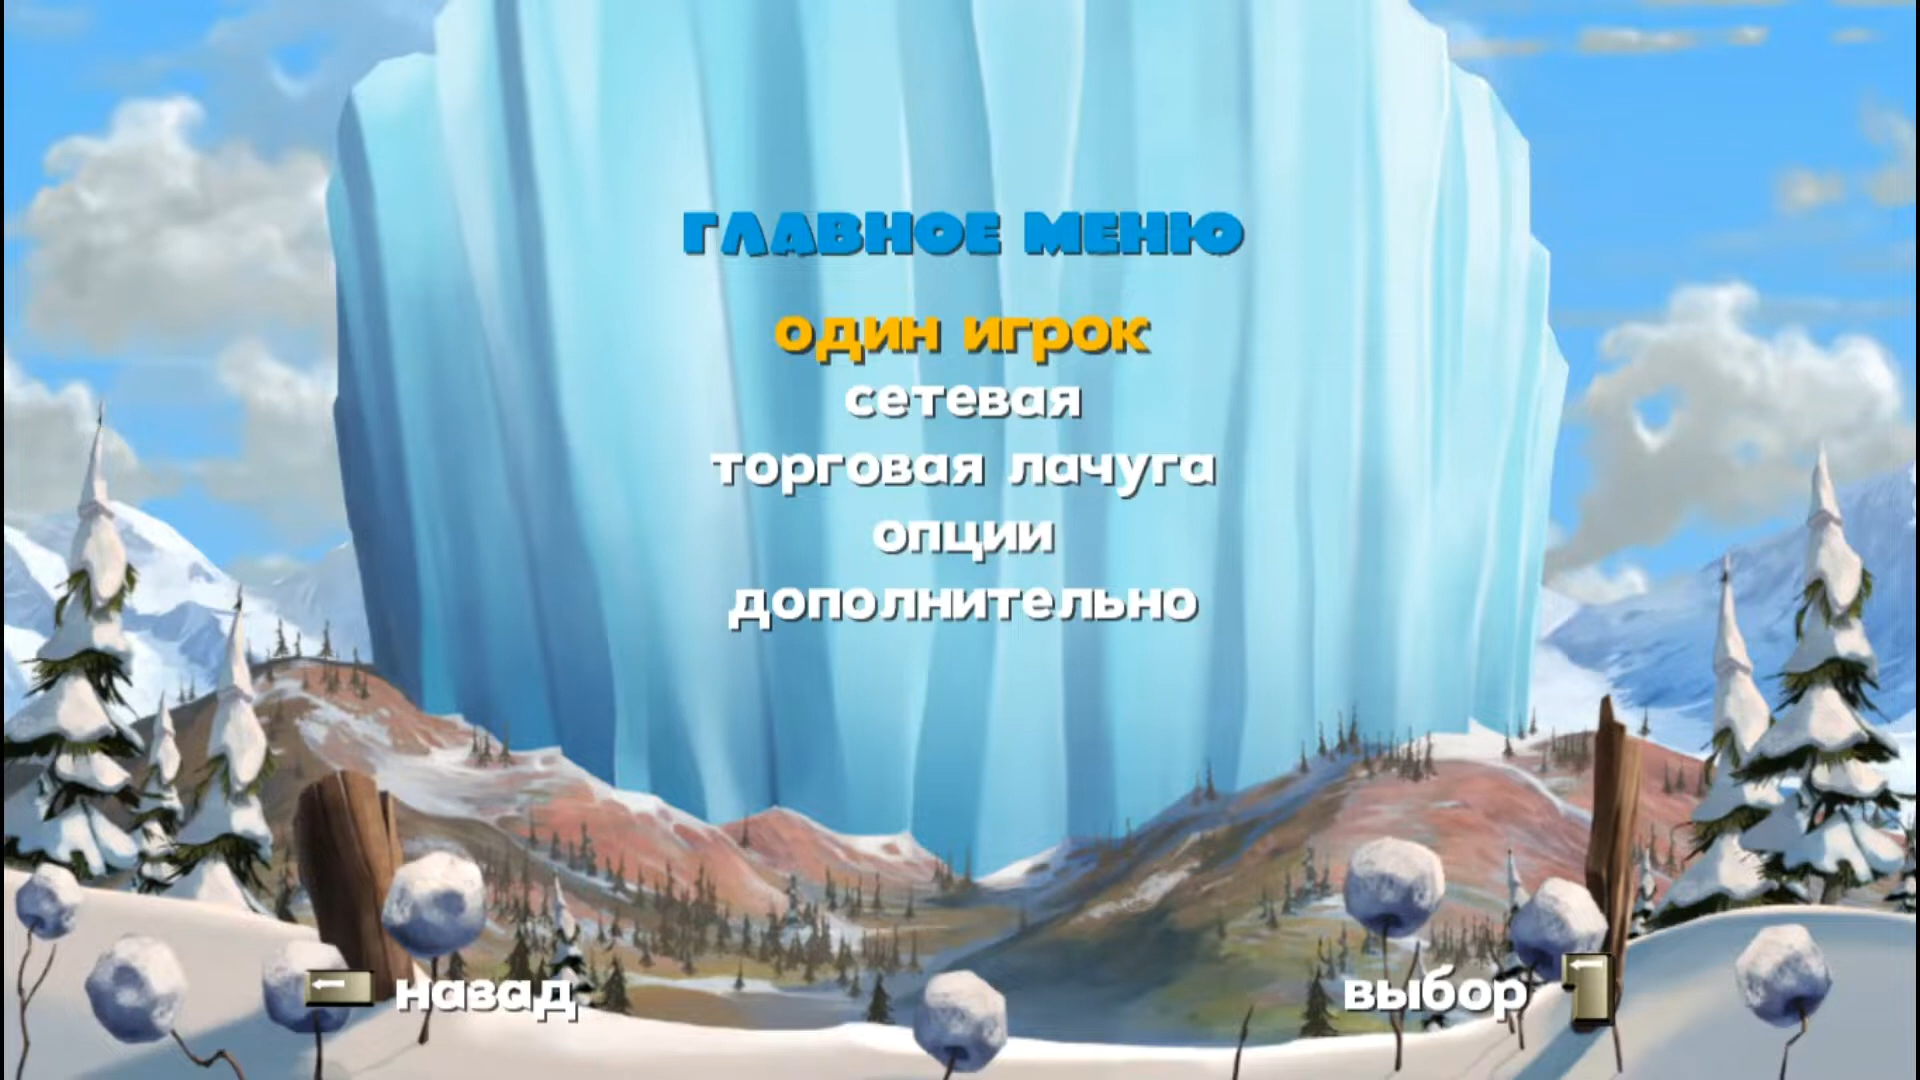 ГЛАВНОЕ МЕНЮ
один игрок
сетевая
торговая лачуга
опции
дополнительно
назад
выбор